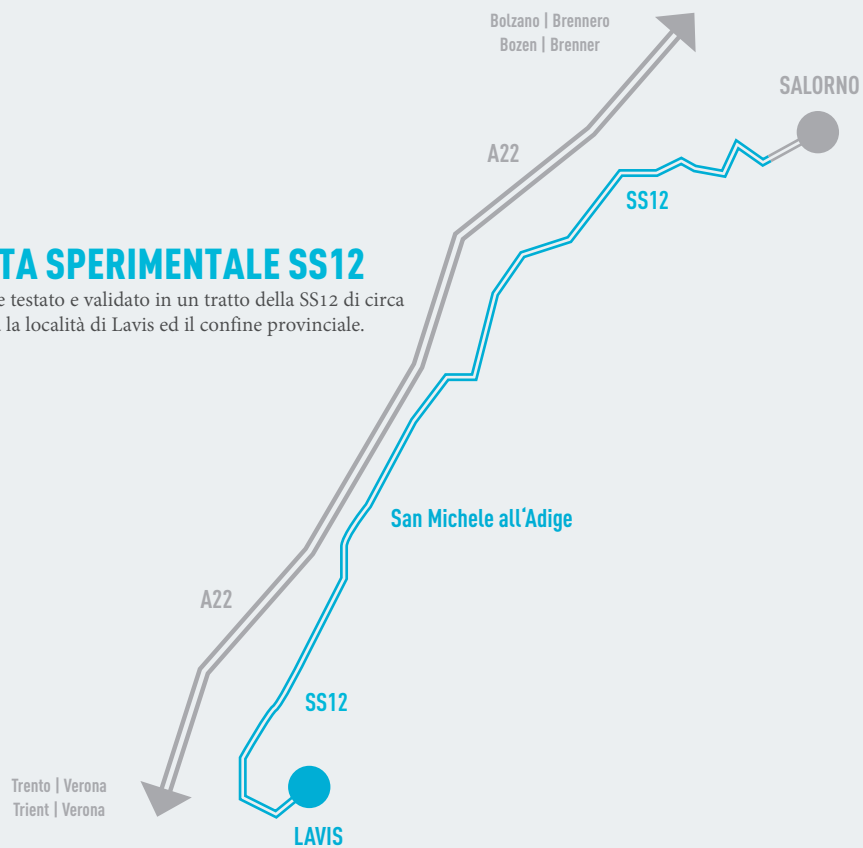 Bolzano | Brennero
Bozen | Brenner
SALORNO
A22
SS12
TA SPERIMENTALE SS12
e testato e validato in un tratto della SS12 di circa
la località di Lavis ed il confine provinciale.
San Michele all‘Adige
A22
SS12
Trento | Verona
Trient | Verona
LAVIS